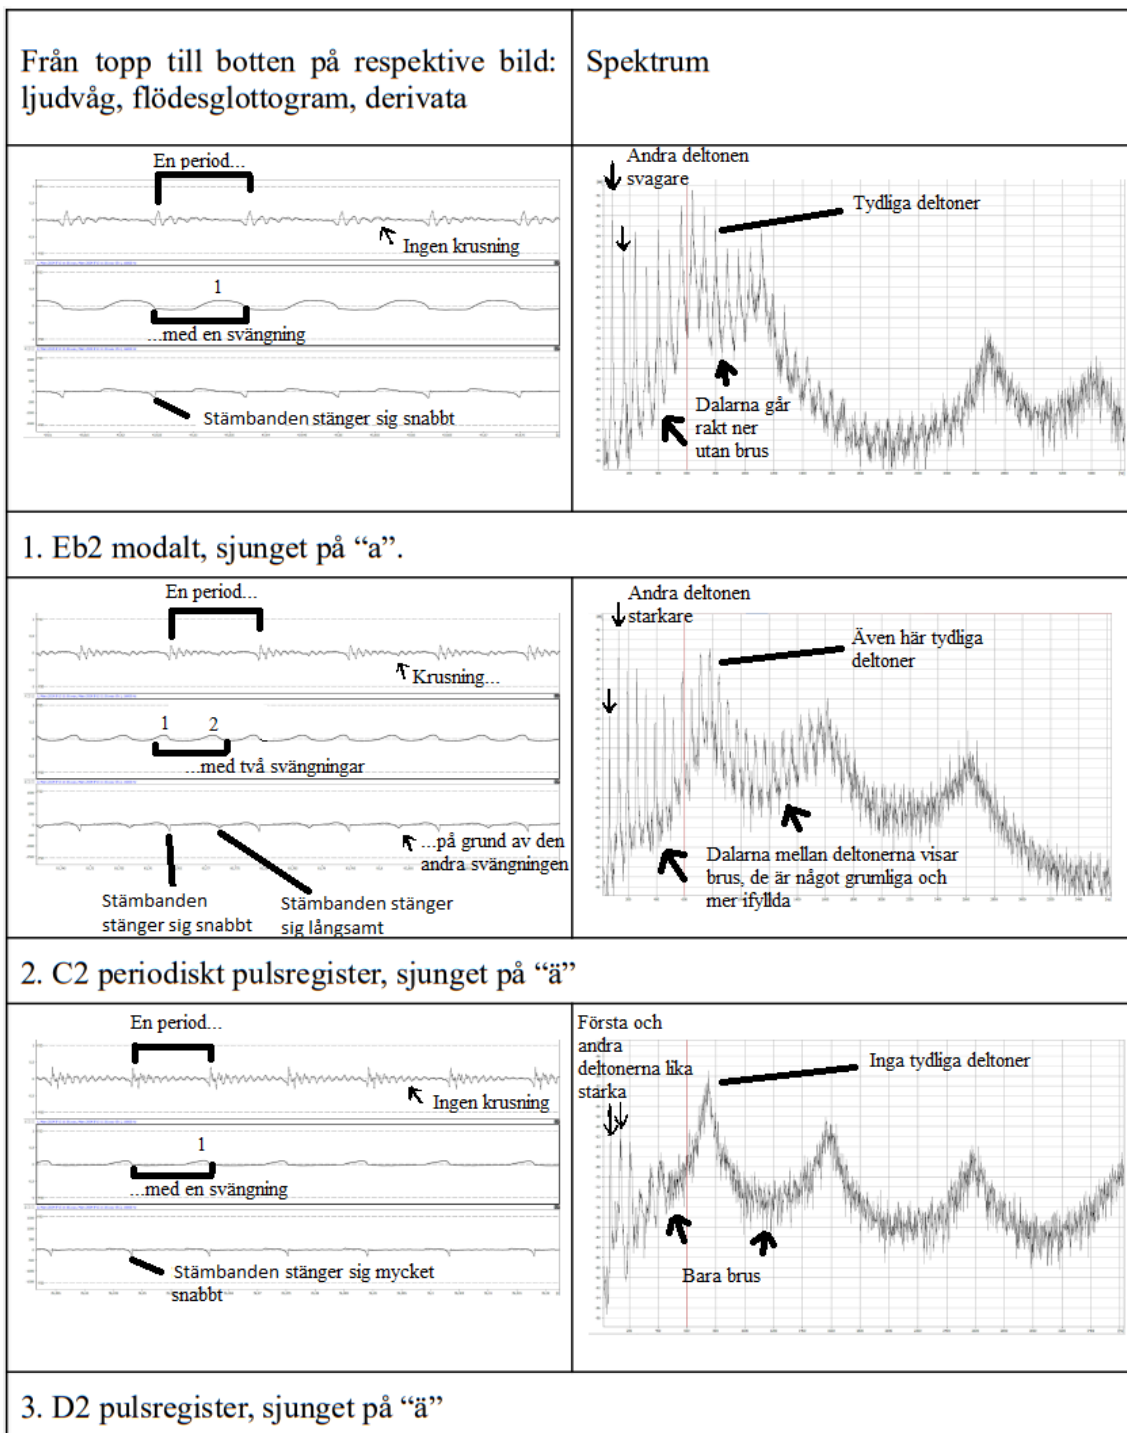 Från topp till botten på respektive bild:
ljudvåg, flödesglottogram, derivata
Spektrum
En period...
Ingen krusning
1
...med en svängning
Stämbanden stänger sig snabbt
Andra deltonen
svagare
Tydliga deltoner
Dalarna går
rakt ner
utan brus
1. Eb2 modalt, sjunget på “a”.
En period...
Krusning...
1 2
...med två svängningar
...på grund av den
andra svängningen
Stämbanden
stänger sig snabbt
Stämbanden stänger
sig långsamt
Andra deltonen
starkare
Även här tydliga
deltoner
Dalarna mellan deltonerna visar
brus, de är något grumliga och
mer ifyllda
2. C2 periodiskt pulsregister, sjunget på “ä”
En period...
Ingen krusning
1
...med en svängning
Stämbanden stänger sig mycket
snabbt
Första och
andra
deltonerna lika
starka
Inga tydliga deltoner
Bara brus
3. D2 pulsregister, sjunget på “ä”